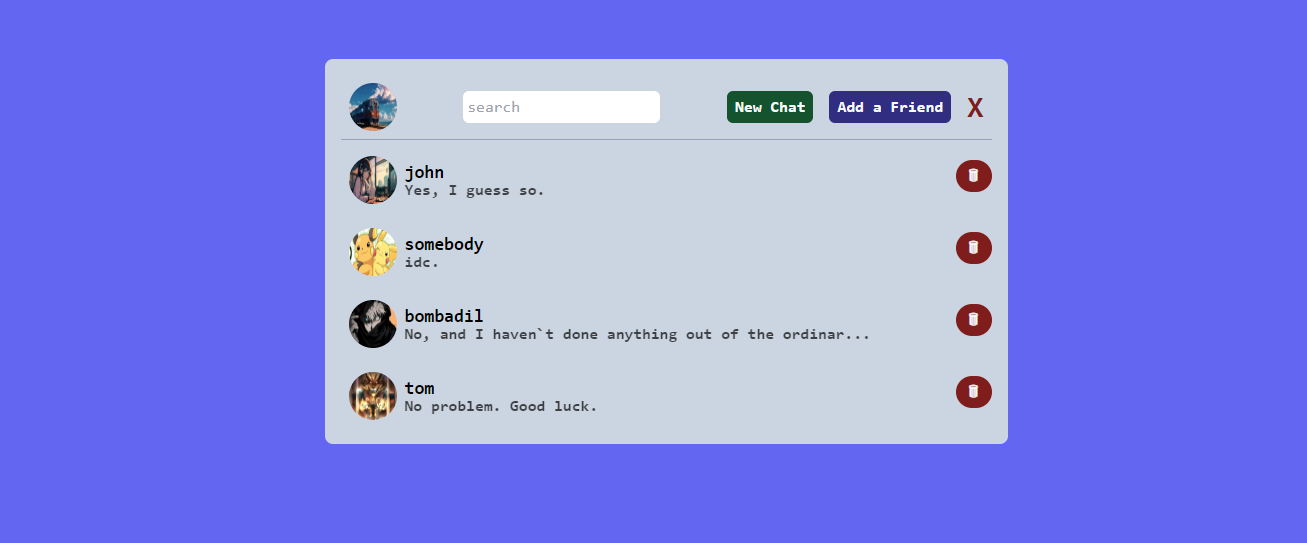 search
New Chat
Add a Friend
X
john
Yes, I guess so.
somebody
idc.
bombadil
No, and I haven`t done anything out of the ordinar...
tom
No problem. Good luck.